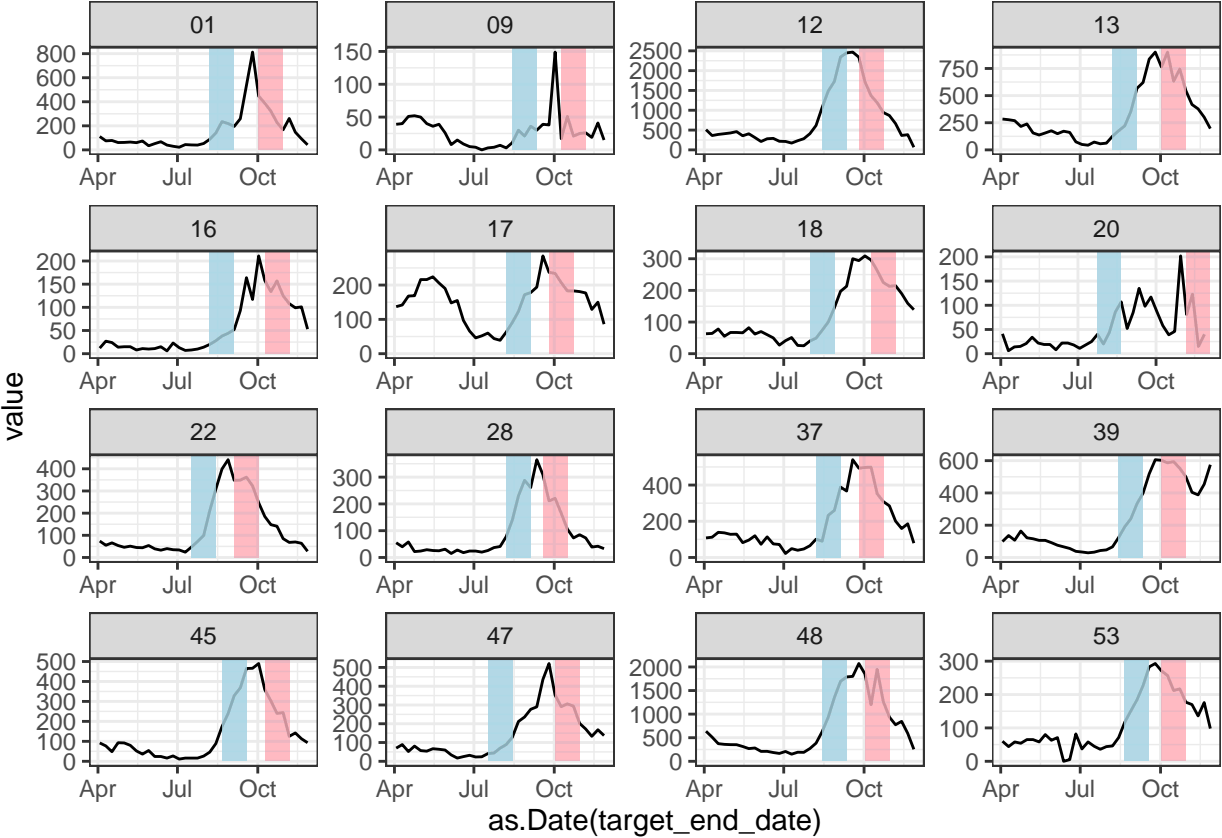 01 09 12 13
800 150 2500 750
600 100 2000 500
400 50 1500 250
200 0 1000 0
0 500
0
Apr Jul Oct Apr Jul Oct Apr Jul Oct Apr Jul Oct
16 17 18 20
200 200 300 200
150 100 200 150
100 0 100 100
50 0 50
0 0
Apr Jul Oct Apr Jul Oct Apr Jul Oct Apr Jul Oct
value
22 28 37 39
400 300 400 600
300 200 200 400
200 100 0 200
100 0 0
0
Apr Jul Oct Apr Jul Oct Apr Jul Oct Apr Jul Oct
45 47 48 53
500 500 2000 300
400 400 1500 200
300 300 1000 100
200 200 500 0
100 100 0
0 0
Apr Jul Oct Apr Jul Oct Apr Jul Oct Apr Jul Oct
as.Date(target_end_date)